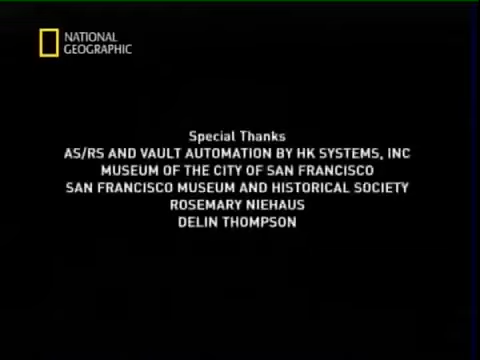 NATIONAL
GEOGRAPHIC
Special Thanks
AS/RS AND VAULT AUTOMATION BY HK SYSTEMS, INC
MUSEUM OF THE CITY OF SAN FRANCISCO
SAN FRANCISCO MUSEUM AND HISTORICAL SOCIETY
ROSEMARY NIEHAUS
DELIN THOMPSON